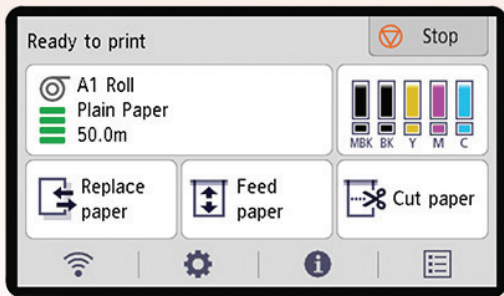 Ready to print
Stop
A1 Roll
Plain Paper
50.0m
MBK BK Y M C
Replace
paper
Feed
paper
Cut paper